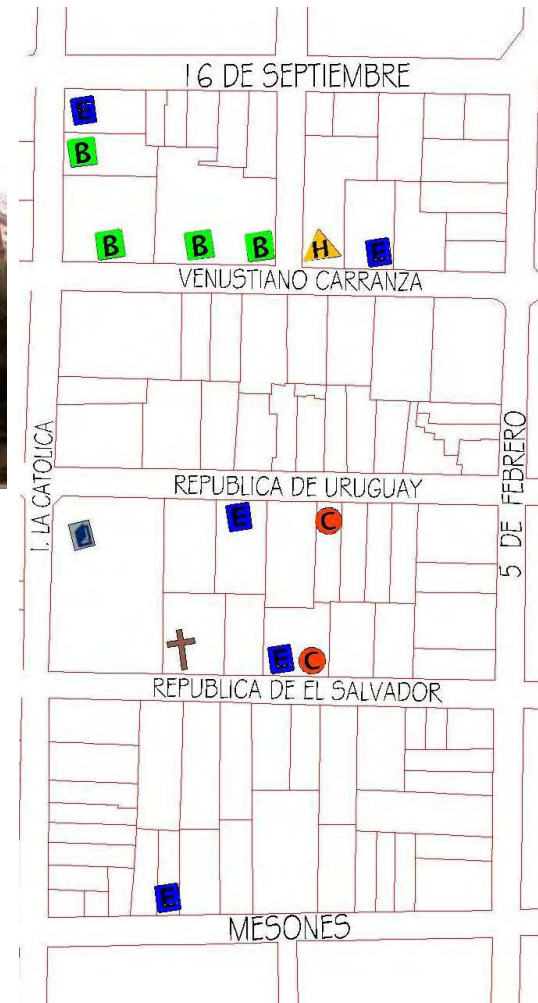 16 DE SEPTIEMBRE
E
B
B
B
B
H
E
VENUSTIANO CARRANZA
I. LA CATOLICA
5 DE FEBRERO
REPUBLICA DE URUGUAY
E
C
E
C
REPUBLICA DE EL SALVADOR
E
MESONES